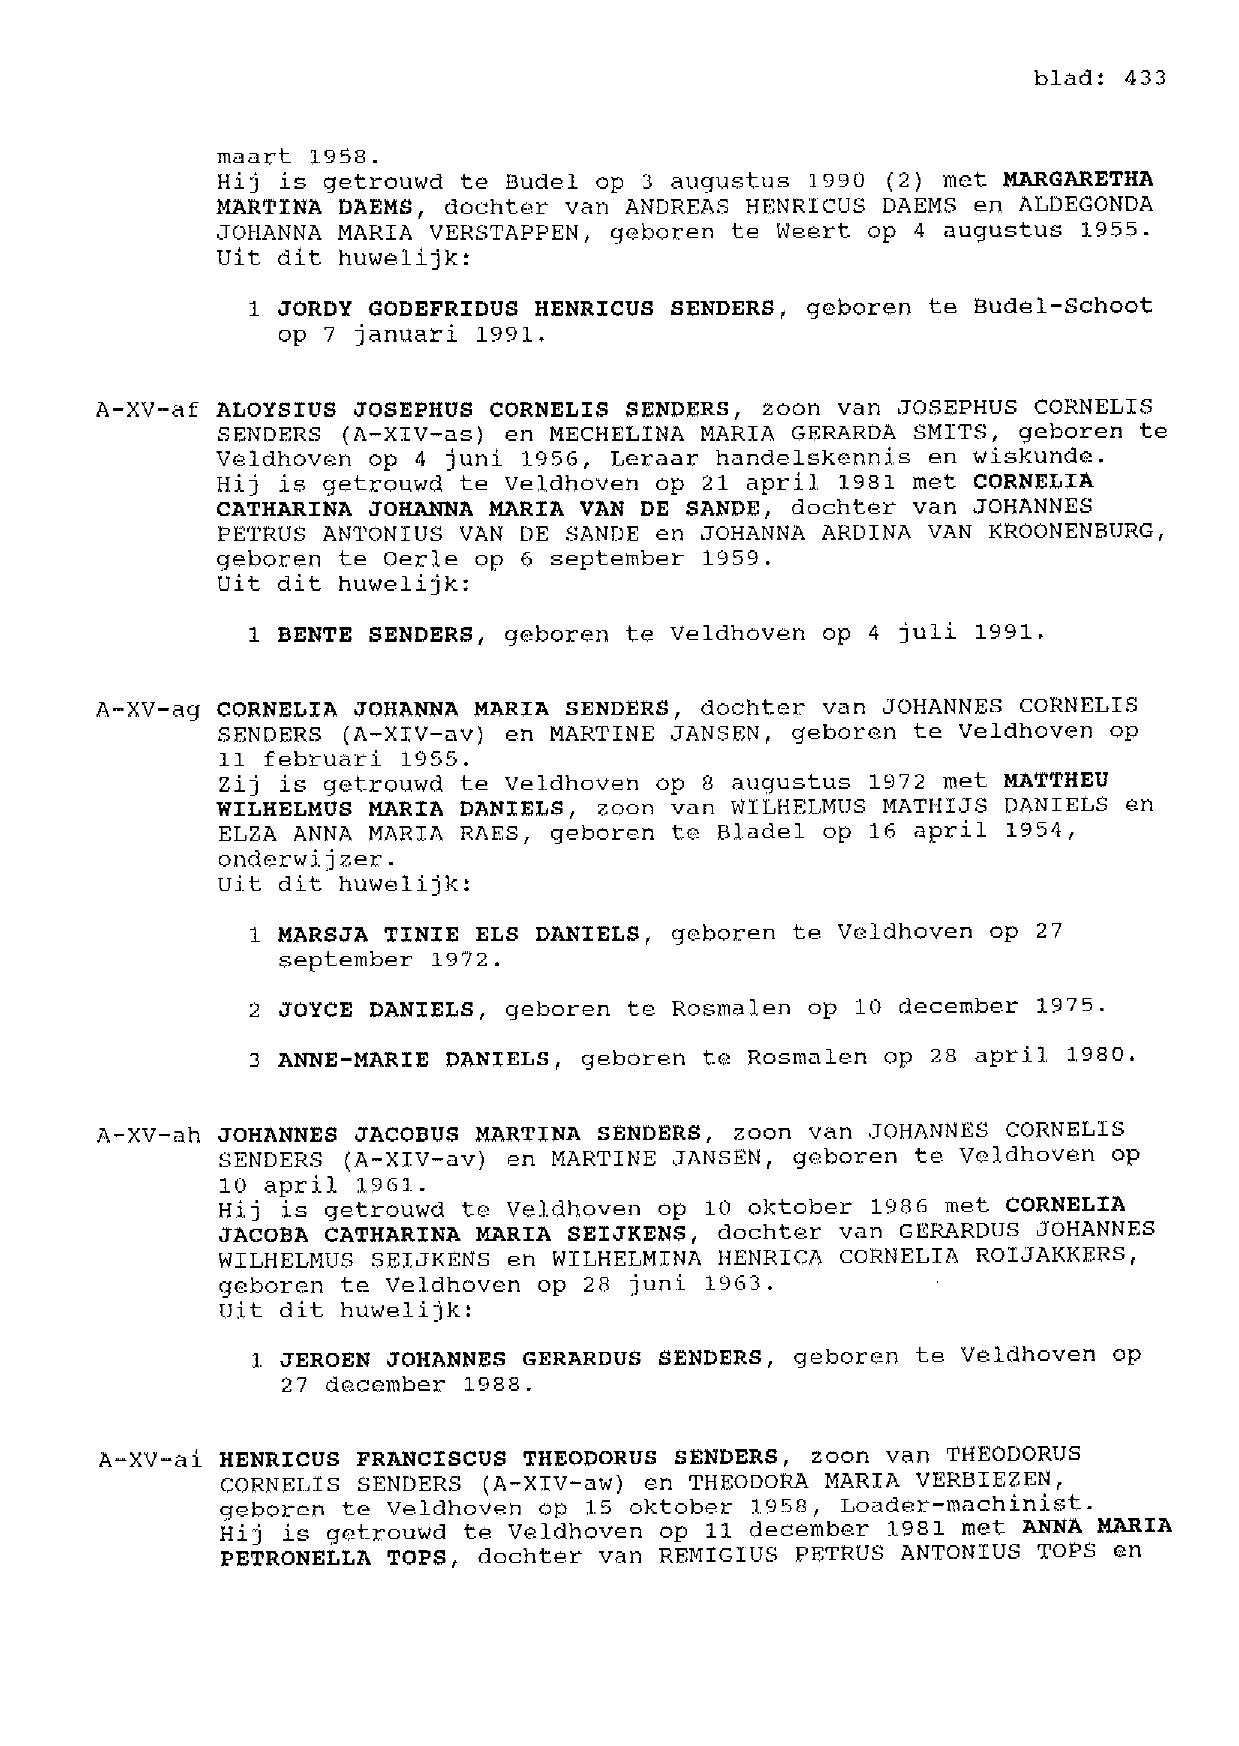 blad: 433
maart 1958.
Hij is getrouwd te Budel op 3 augustus 1990 (2) met MARGARETHA
MARTINA DAEMS, dochter van ANDREAS HENRICUS DAEMS en ALDEGONDA
JOHANNA MARIA VERSTAPPEN, geboren te Weert op 4 augustus 1955.
Uit dit huwelijk:
1 JORDY GODEFRIDUS HENRICUS SENDERS, geboren te Budel-Schoot
op 7 januari 1991.
A-XV-af ALOYSIUS JOSEPHUS CORNELIS SENDERS, zoon van JOSEPHUS CORNELIS
SENDERS (A-XIV-as) en MECHELINA MARIA GERARDA SMITS, geboren te
Veldhoven op 4 juni 1956, Leraar handelskennis en wiskunde.
Hij is getrouwd te Veldhoven op 21 april 1981 met CORNELIA
CATHARINA JOHANNA MARIA VAN DE SANDE, dochter van JOHANNES
PETRUS ANTONIUS VAN DE SANDE en JOHANNA ARDINA VAN KROONENBURG,
geboren te Oerle op 6 september 1959.
Uit dit huwelijk:
1 BENTE SENDERS, geboren te Veldhoven op 4 juli 1991.
A-XV-ag CORNELIA JOHANNA MARIA SENDERS, dochter van JOHANNES CORNELIS
SENDERS (A-XIV-av) en MARTINE JANSEN, geboren te Veldhoven op
11 februari 1955.
Zij is getrouwd te Veldhoven op 8 augustus 1972 met MATTHEU
WILHELMUS MARIA DANIELS, zoon van WILHELMUS MATHIJS DANIELS en
ELZA ANNA MARIA RAES, geboren te Bladel op 16 april 1954,
onderwijzer.
Uit dit huwelijk:
1 MARSJA TINIE ELS DANIELS, geboren te Veldhoven op 27
september 1972.
2 JOYCE DANIELS, geboren te Rosmalen op 10 december 1975.
3 ANNE-MARIE DANIELS, geboren te Rosmalen op 28 april 1980.
A-XV-ah JOHANNES JACOBUS MARTINA SENDERS, zoon van JOHANNES CORNELIS
SENDERS (A-XIV-av) en MARTINE JANSEN, geboren te Veldhoven op
10 april 1961.
Hij is getrouwd te Veldhoven op 10 oktober 1986 met CORNELIA
JACOBA CATHARINA MARIA SEIJKENS, dochter van GERARDUS JOHANNES
WILHELMUS SEIJKENS en WILHELMINA HENRICA CORNELIA ROIJAKKERS,
geboren te Veldhoven op 28 juni 1963.
Uit dit huwelijk:
1 JEROEN JOHANNES GERARDUS SENDERS, geboren te Veldhoven op
27 december 1988.
A-XV-ai HENRICUS FRANCISCUS THEODORUS SENDERS, zoon van THEODORUS
CORNELIS SENDERS (A-XIV-aw) en THEODORA MARIA VERBIEZEN,
geboren te Veldhoven op 15 oktober 1958, Loader-machinist.
Hij is getrouwd te Veldhoven op 11 december 1981 met ANNA MARIA
PETRONELLA TOPS, dochter van REMIGIUS PETRUS ANTONIUS TOPS en